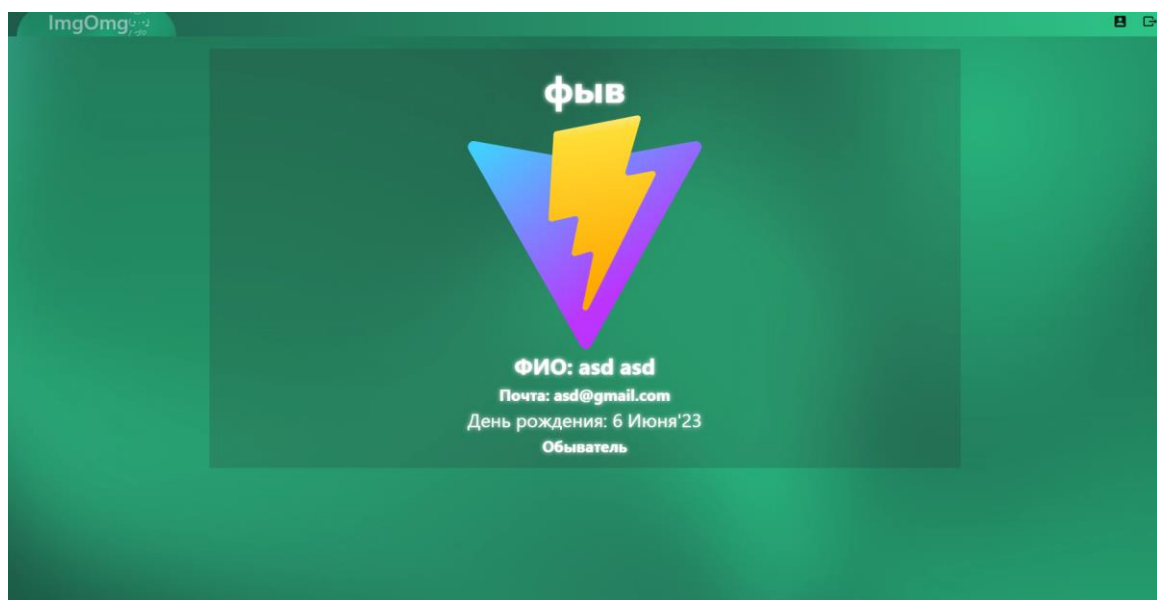 ImgOmg
фыв
ФИО: asd asd
Почта: asd@gmail.com
День рождения: 6 Июня'23
Обыватель